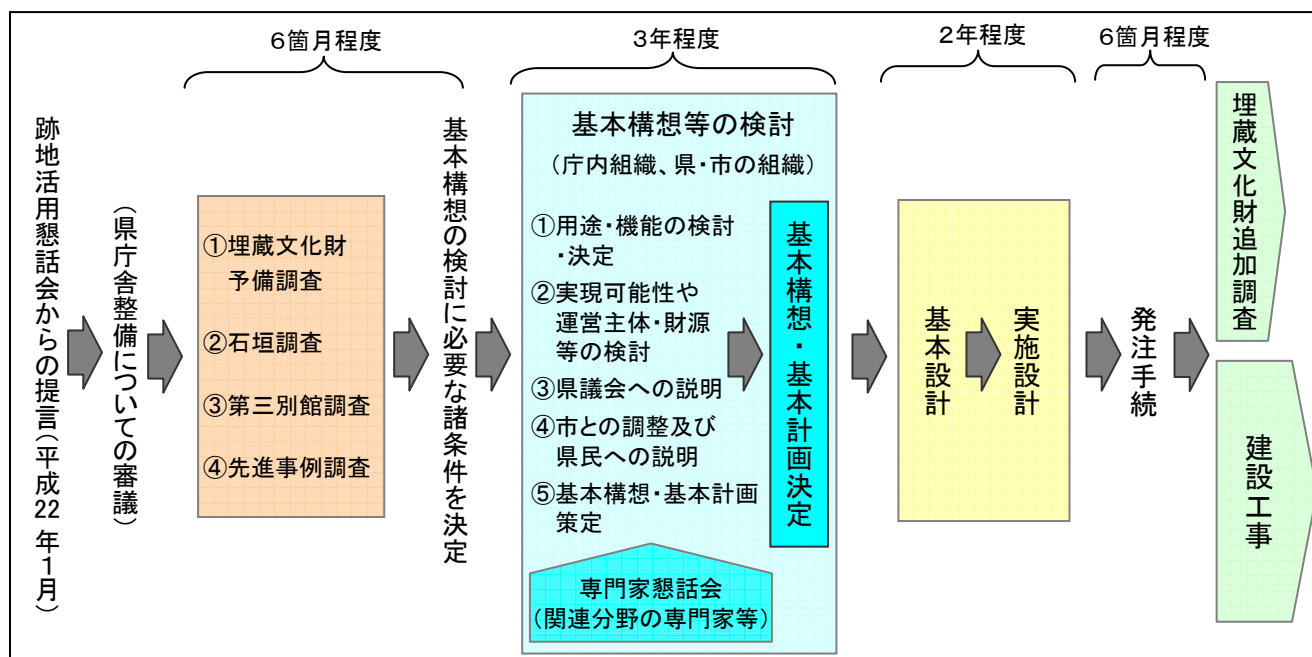 6箇月程度
3年程度
2年程度
6箇月程度
跡地活用懇話会からの提言(平成22年1月)
(県庁舎整備についての審議)
①埋蔵文化財
予備調査
②石垣調査
③第三別館調査
④先進事例調査
基本構想の検討に必要な諸条件を決定
基本構想等の検討
(庁内組織、県・市の組織)
①用途・機能の検討
・決定
②実現可能性や
運営主体・財源
等の検討
③県議会への説明
④市との調整及び
県民への説明
⑤基本構想・基本計画
策定
専門家懇話会
(関連分野の専門家等)
基本構想・基本計画決定
基本設計
実施設計
発注手続
埋蔵文化財追加調査
建設工事